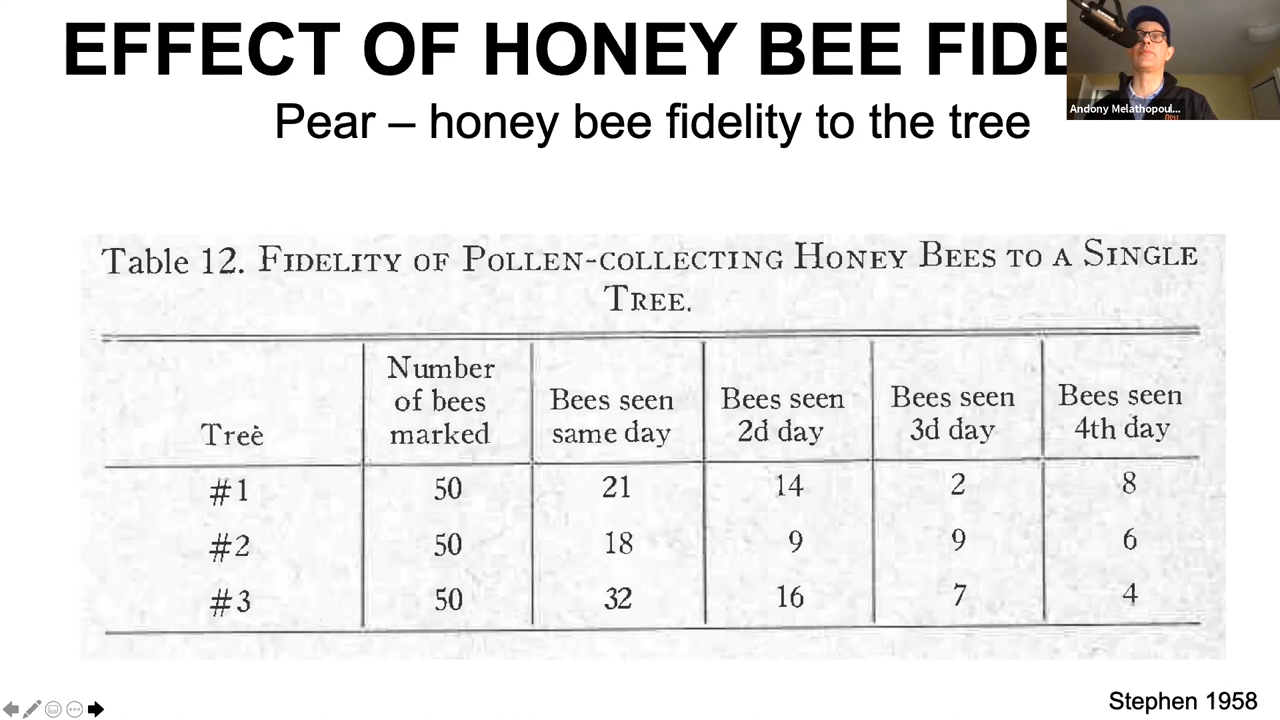 EFFECT OF HONEY BEE FIDE
Pear – honey bee fidelity to the tree
Andony Melathopoul...
Table 12. Fidelity of Pollen-collecting Honey Bees to a Single
Tree.
Tree Number of bees marked Bees seen same day Bees seen 2d day Bees seen 3d day Bees seen 4th day
#1 50 21 14 2 8
#2 50 18 9 9 6
#3 50 32 16 7 4
Stephen 1958